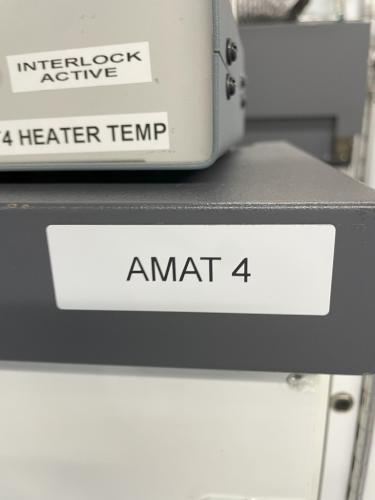 INTERLOCK
ACTIVE
4 HEATER TEMP
AMAT 4